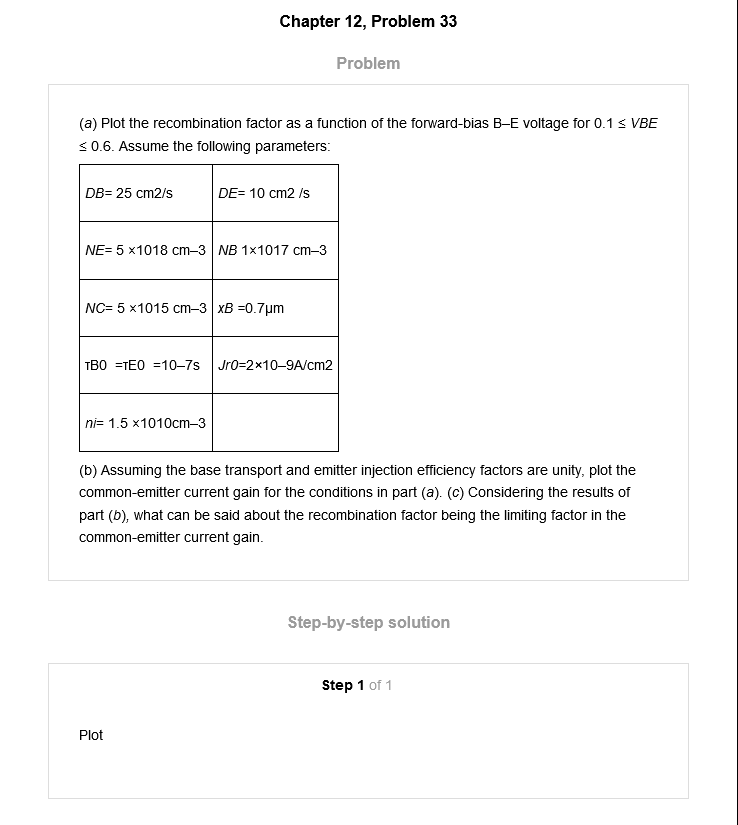 Chapter 12, Problem 33
Problem
(a) Plot the recombination factor as a function of the forward-bias B–E voltage for 0.1 ≤ VBE
≤ 0.6. Assume the following parameters:
DB= 25 cm2/s DE= 10 cm2 /s
NE= 5 ×1018 cm–3 NB 1×1017 cm–3
NC= 5 ×1015 cm–3 xB =0.7μm
τB0 =τE0 =10–7s Jr0=2×10–9A/cm2
ni= 1.5 ×1010cm–3
(b) Assuming the base transport and emitter injection efficiency factors are unity, plot the
common-emitter current gain for the conditions in part (a). (c) Considering the results of
part (b), what can be said about the recombination factor being the limiting factor in the
common-emitter current gain.
Step-by-step solution
Step 1 of 1
Plot